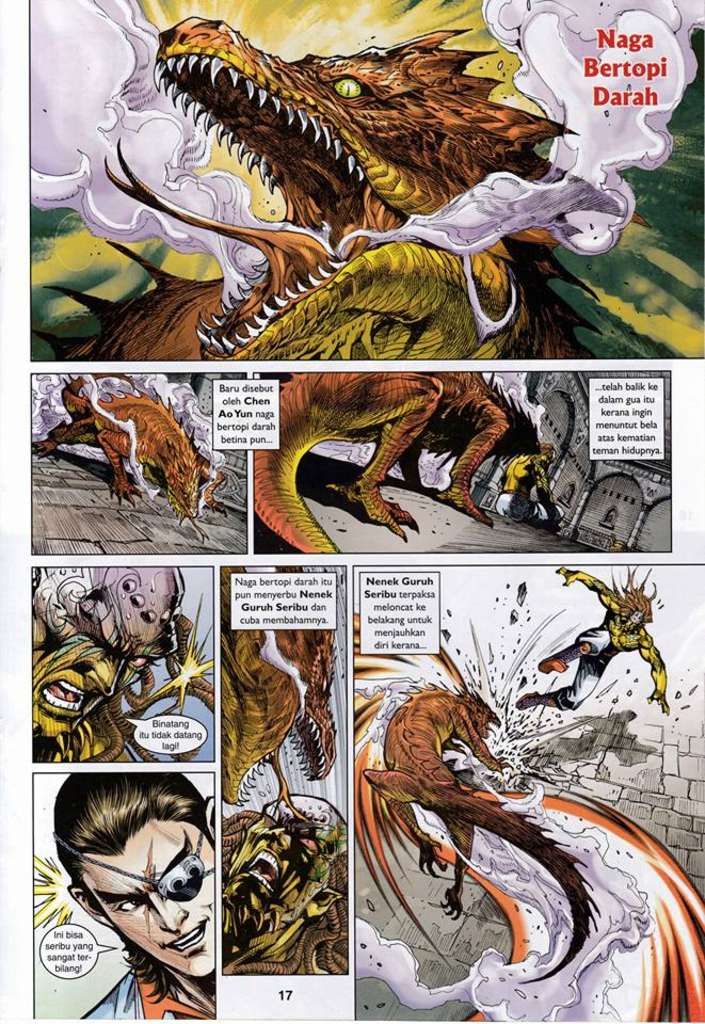 Naga
Bertopi
Darah
Baru disebut
oleh Chen
Ao Yun naga
bertopi darah
betina pun...
...telah balik ke
dalam gua itu
kerana ingin
menuntut bela
atas kematian
teman hidupnya.
Binatang
itu tidak datang
lagi!
Naga bertopi darah itu
pun menyerbu Nenek
Guruh Seribu dan
cuba membahamnya.
Nenek Guruh
Seribu terpaksa
meloncat ke
belakang untuk
menjauhkan
diri kerana...
Ini bisa
seribu yang
sangat ter-
bilang!
17